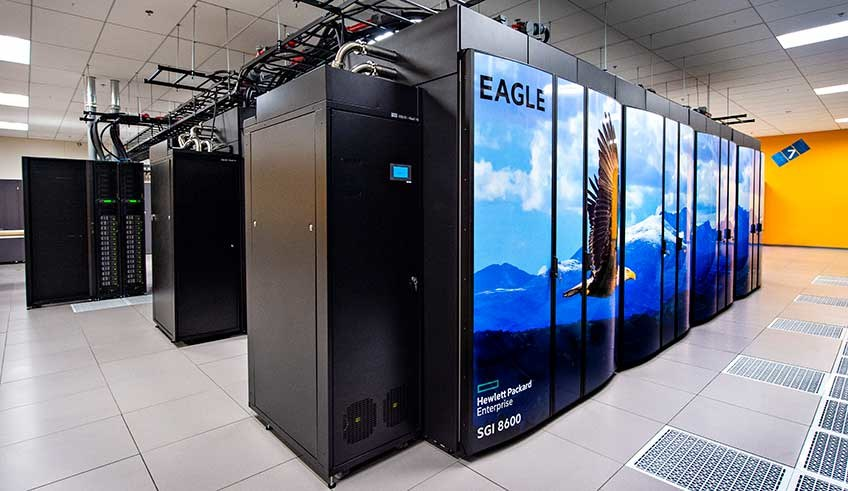 EAGLE
Hewlett Packard
Enterprise
SGI 8600